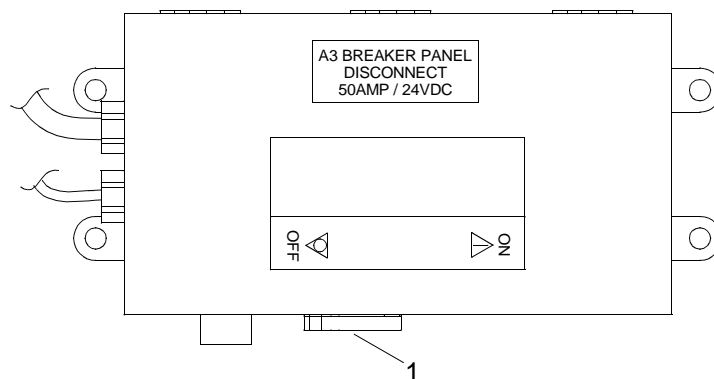 A3 BREAKER PANEL
DISCONNECT
50AMP / 24VDC
OFF
ON
1